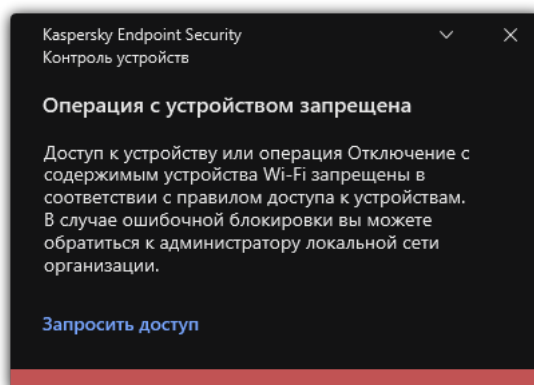 Kaspersky Endpoint Security
Контроль устройств
Операция с устройством запрещена
Доступ к устройству или операция Отключение с
содержимым устройства Wi-Fi запрещены в
соответствии с правилом доступа к устройствам.
В случае ошибочной блокировки вы можете
обратиться к администратору локальной сети
организации.
Запросить доступ